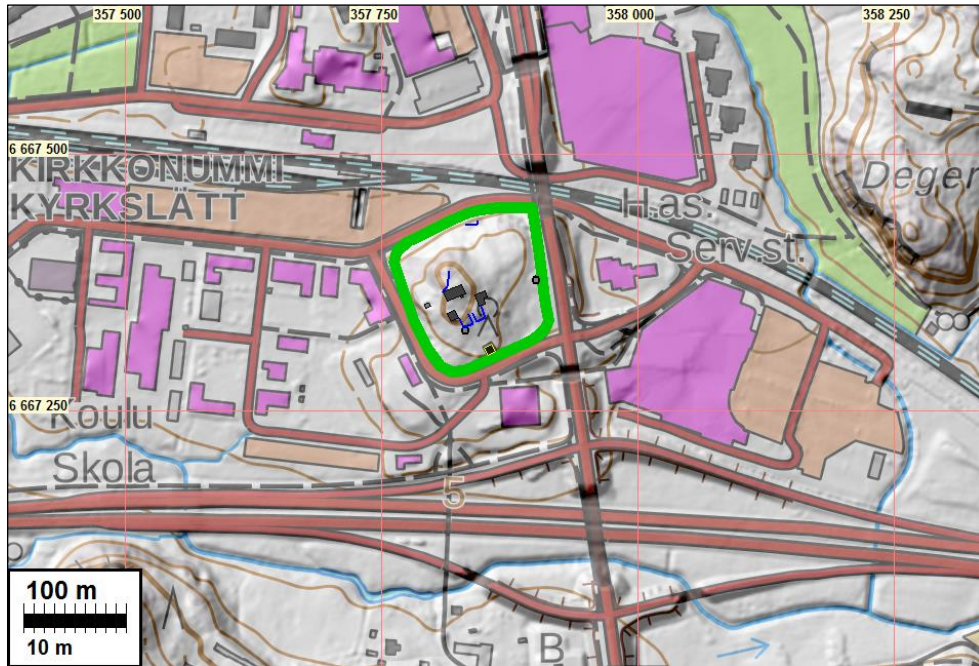 357 500
357 750
358 000
358 250
6 667 500
KIRKKONUMMI
KYRKSLÄTT
H.as.
Serv.st.
Deger
6 667 250
Koulu
Skola
5
100 m
10 m
B